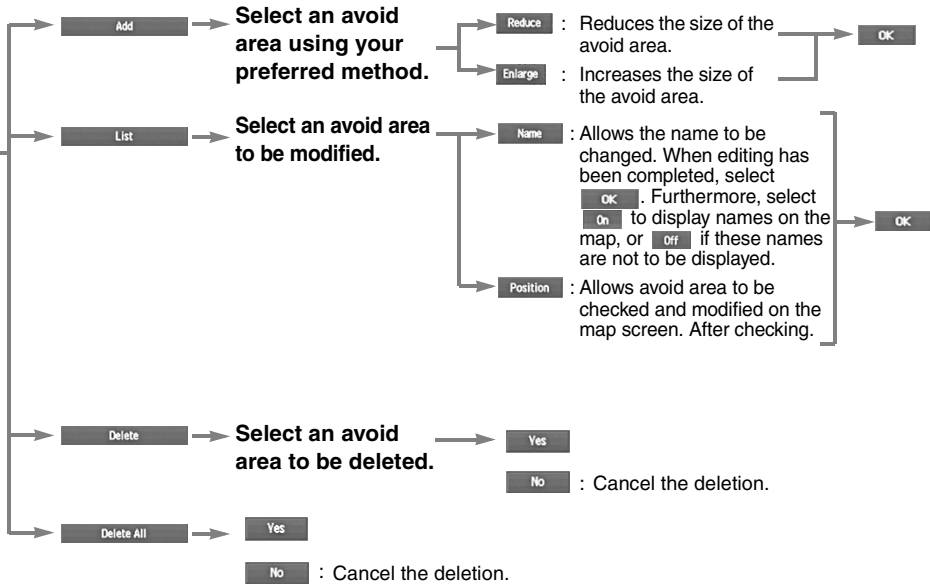 Add
Select an avoid
area using your
preferred method.
Reduce : Reduces the size of the
avoid area.
Enlarge : Increases the size of
the avoid area.
OK
List
Select an avoid area
to be modified.
Name : Allows the name to be
changed. When editing has
been completed, select
OK . Furthermore, select
On to display names on the
map, or Off if these names
are not to be displayed.
Position : Allows avoid area to be
checked and modified on the
map screen. After checking.
OK
Delete
Select an avoid
area to be deleted.
Yes
No : Cancel the deletion.
Delete All
Yes
No : Cancel the deletion.